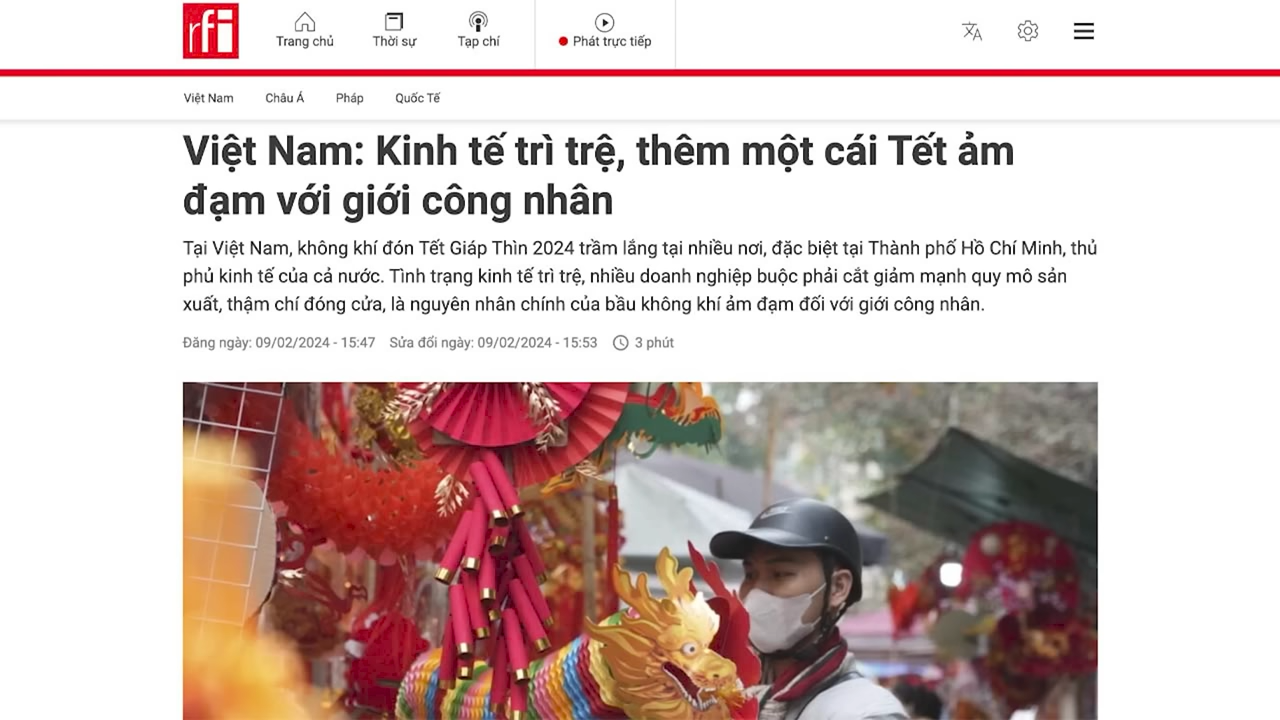 rfi
Trang chủ
Thời sự
Tạp chí
Phát trực tiếp
Việt Nam Châu Á Pháp Quốc Tế
Việt Nam: Kinh tế trì trệ, thêm một cái Tết ảm
đạm với giới công nhân
Tại Việt Nam, không khí đón Tết Giáp Thìn 2024 trầm lắng tại nhiều nơi, đặc biệt tại Thành phố Hồ Chí Minh, thủ
phủ kinh tế của cả nước. Tình trạng kinh tế trì trệ, nhiều doanh nghiệp buộc phải cắt giảm mạnh quy mô sản
xuất, thậm chí đóng cửa, là nguyên nhân chính của bầu không khí ảm đạm đối với giới công nhân.
Đăng ngày: 09/02/2024 - 15:47 Sửa đổi ngày: 09/02/2024 - 15:53 3 phút